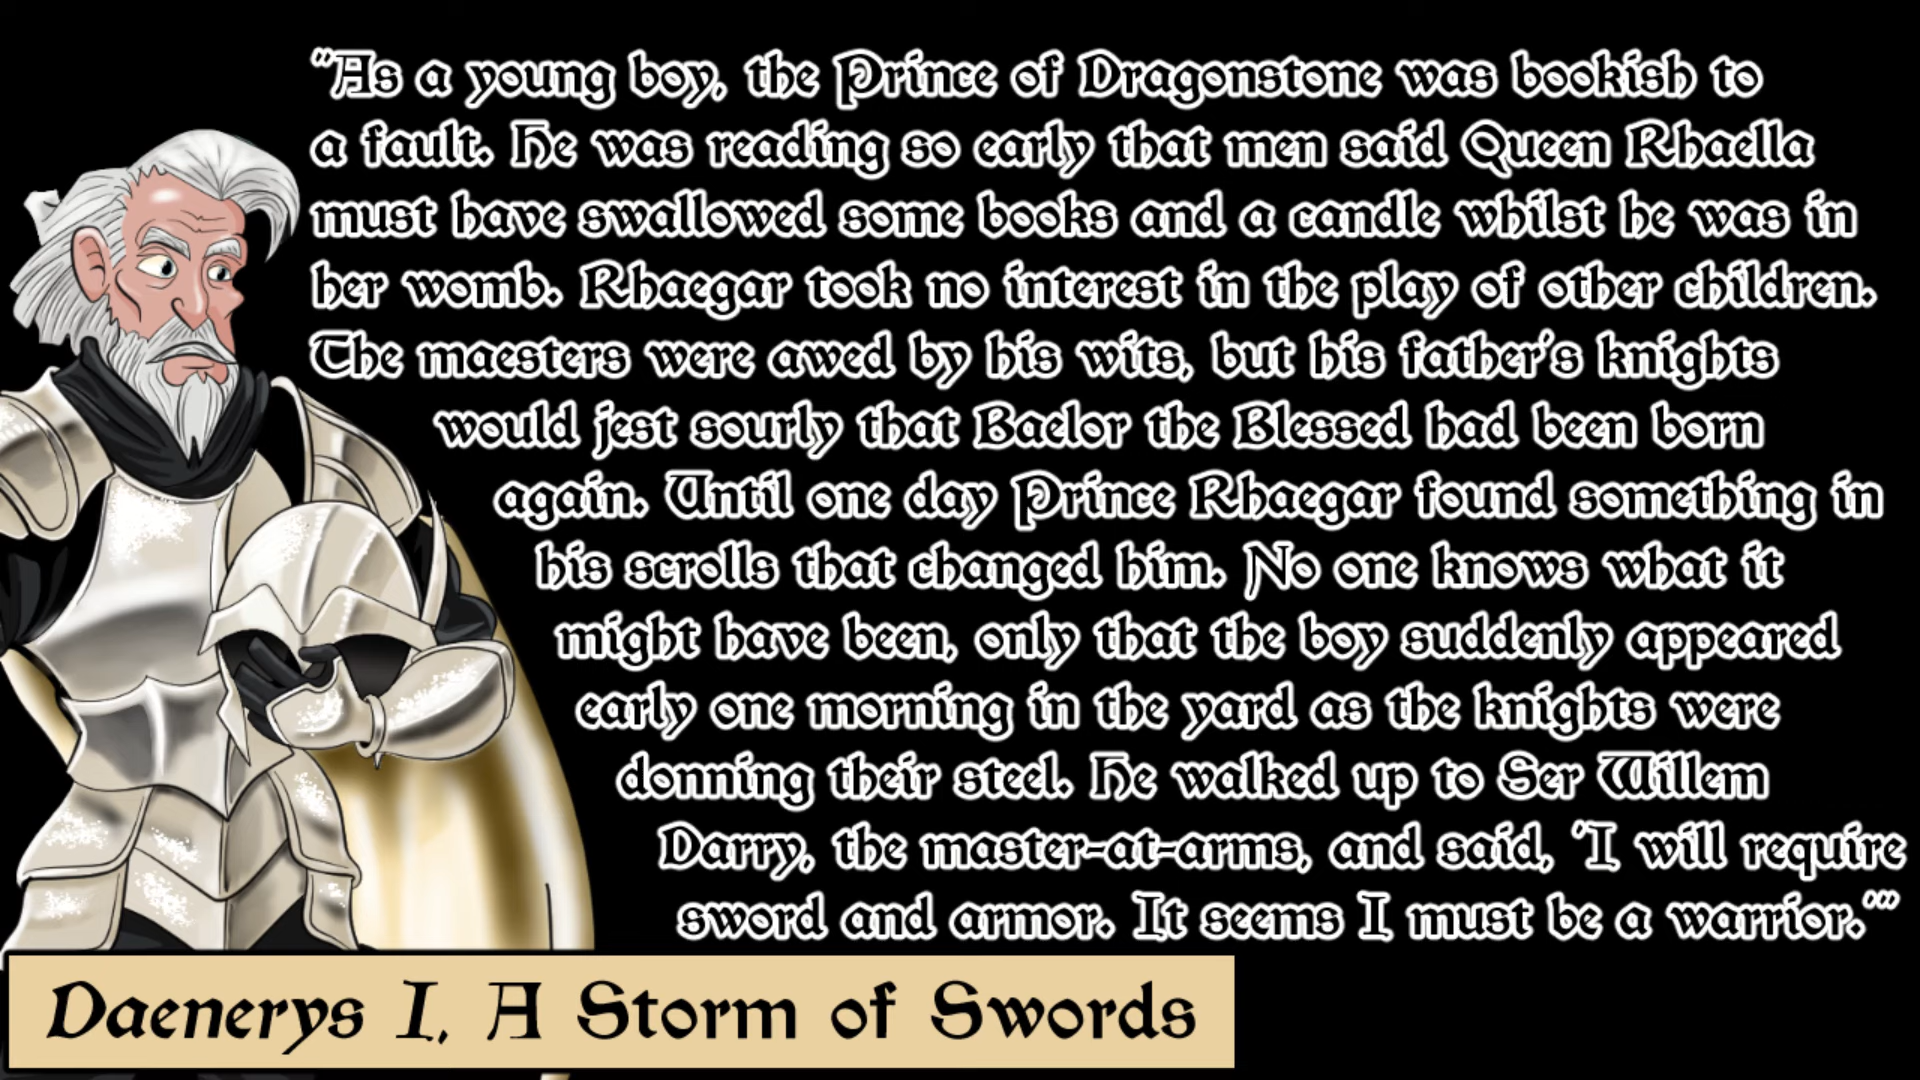 "As a young boy, the Prince of Dragonstone was bookish to
a fault. He was reading so early that men said Queen Rhaella
must have swallowed some books and a candle whilst he was in
her womb. Rhaegar took no interest in the play of other children.
The maesters were awed by his wits, but his father's knights
would jest sourly that Baelor the Blessed had been born
again. Until one day Prince Rhaegar found something in
his scrolls that changed him. No one knows what it
might have been, only that the boy suddenly appeared
early one morning in the yard as the knights were
donning their steel. He walked up to Ser Willem
Darry, the master-at-arms, and said, 'I will require
sword and armor. It seems I must be a warrior.'"
Daenerys I, A Storm of Swords